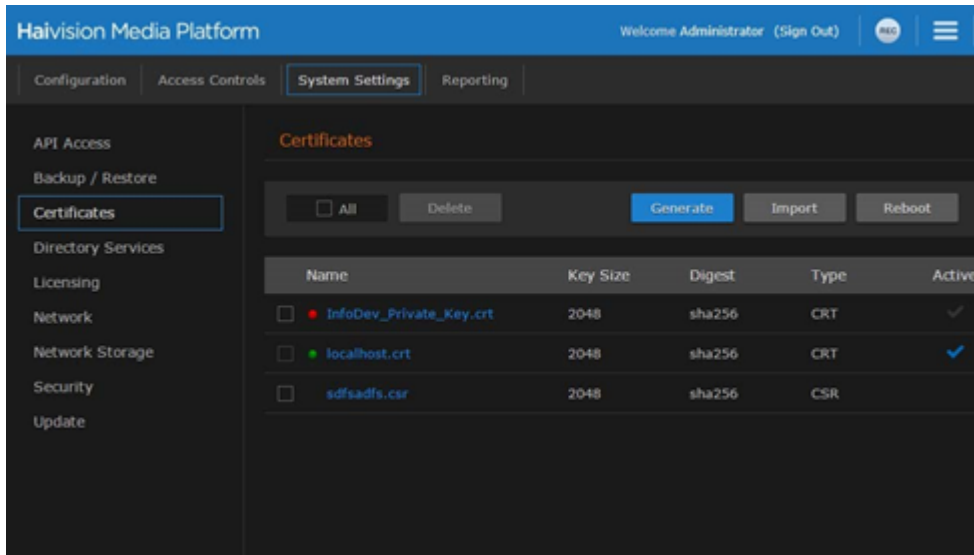 Haivision Media Platform
Welcome Administrator (Sign Out)
REC
Configuration
Access Controls
System Settings
Reporting
API Access
Backup / Restore
Certificates
Directory Services
Licensing
Network
Network Storage
Security
Update
Certificates
All
Delete
Generate
Import
Reboot
Name Key Size Digest Type Active
InfoDev_Private_Key.crt 2048 sha256 CRT
localhost.crt 2048 sha256 CRT
sdfsadfs.csr 2048 sha256 CSR